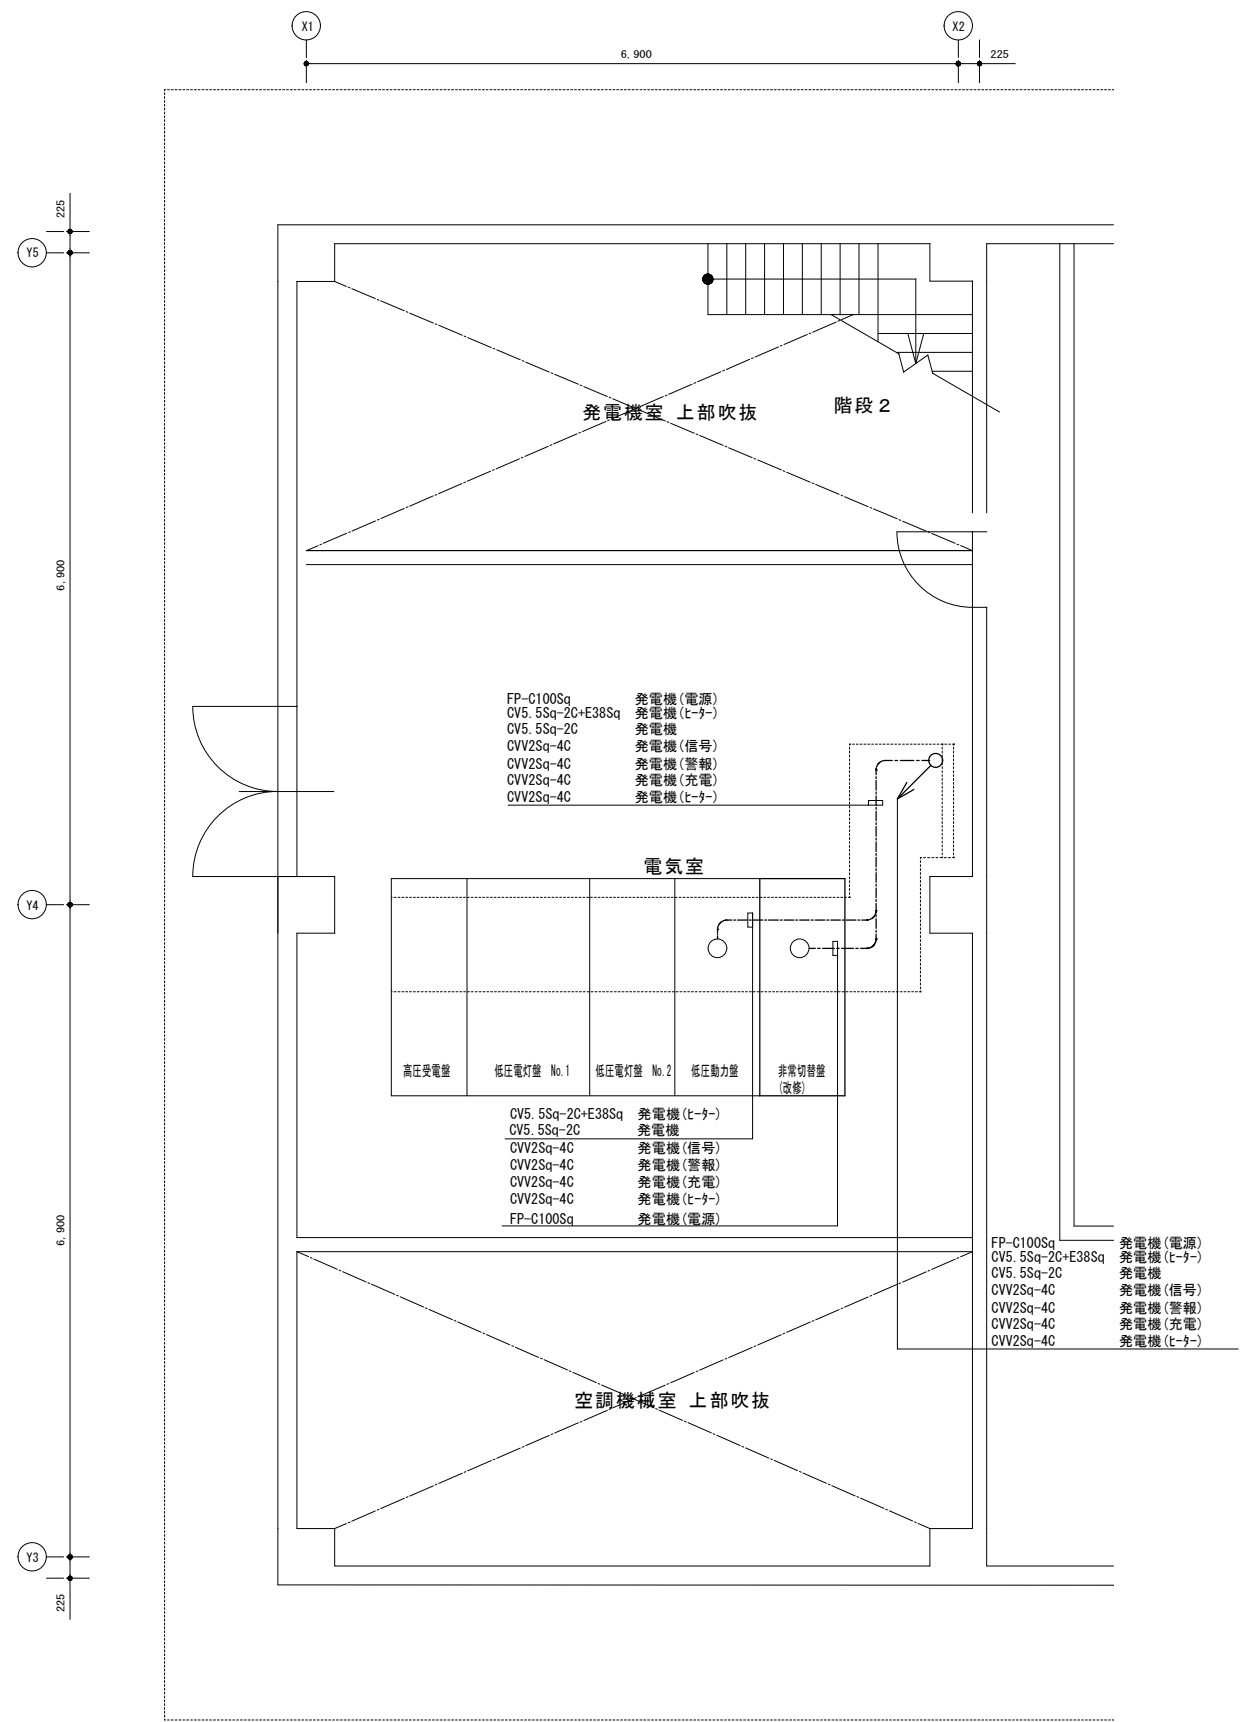 X1
X2
6,900
225
225
Y5
発電機室 上部吹抜
階段２
6,900
FP-C100Sq 発電機(電源)
CV5.5Sq-2C+E38Sq 発電機(ﾋｰﾀｰ)
CV5.5Sq-2C 発電機
CVV2Sq-4C 発電機(信号)
CVV2Sq-4C 発電機(警報)
CVV2Sq-4C 発電機(充電)
CVV2Sq-4C 発電機(ﾋｰﾀｰ)
電気室
Y4
高圧受電盤
低圧電灯盤 No.1
低圧電灯盤 No.2
低圧動力盤
非常切替盤
(改修)
CV5.5Sq-2C+E38Sq 発電機(ﾋｰﾀｰ)
CV5.5Sq-2C 発電機
CVV2Sq-4C 発電機(信号)
CVV2Sq-4C 発電機(警報)
CVV2Sq-4C 発電機(充電)
CVV2Sq-4C 発電機(ﾋｰﾀｰ)
FP-C100Sq 発電機(電源)
6,900
FP-C100Sq 発電機(電源)
CV5.5Sq-2C+E38Sq 発電機(ﾋｰﾀｰ)
CV5.5Sq-2C 発電機
CVV2Sq-4C 発電機(信号)
CVV2Sq-4C 発電機(警報)
CVV2Sq-4C 発電機(充電)
CVV2Sq-4C 発電機(ﾋｰﾀｰ)
空調機械室 上部吹抜
Y3
225